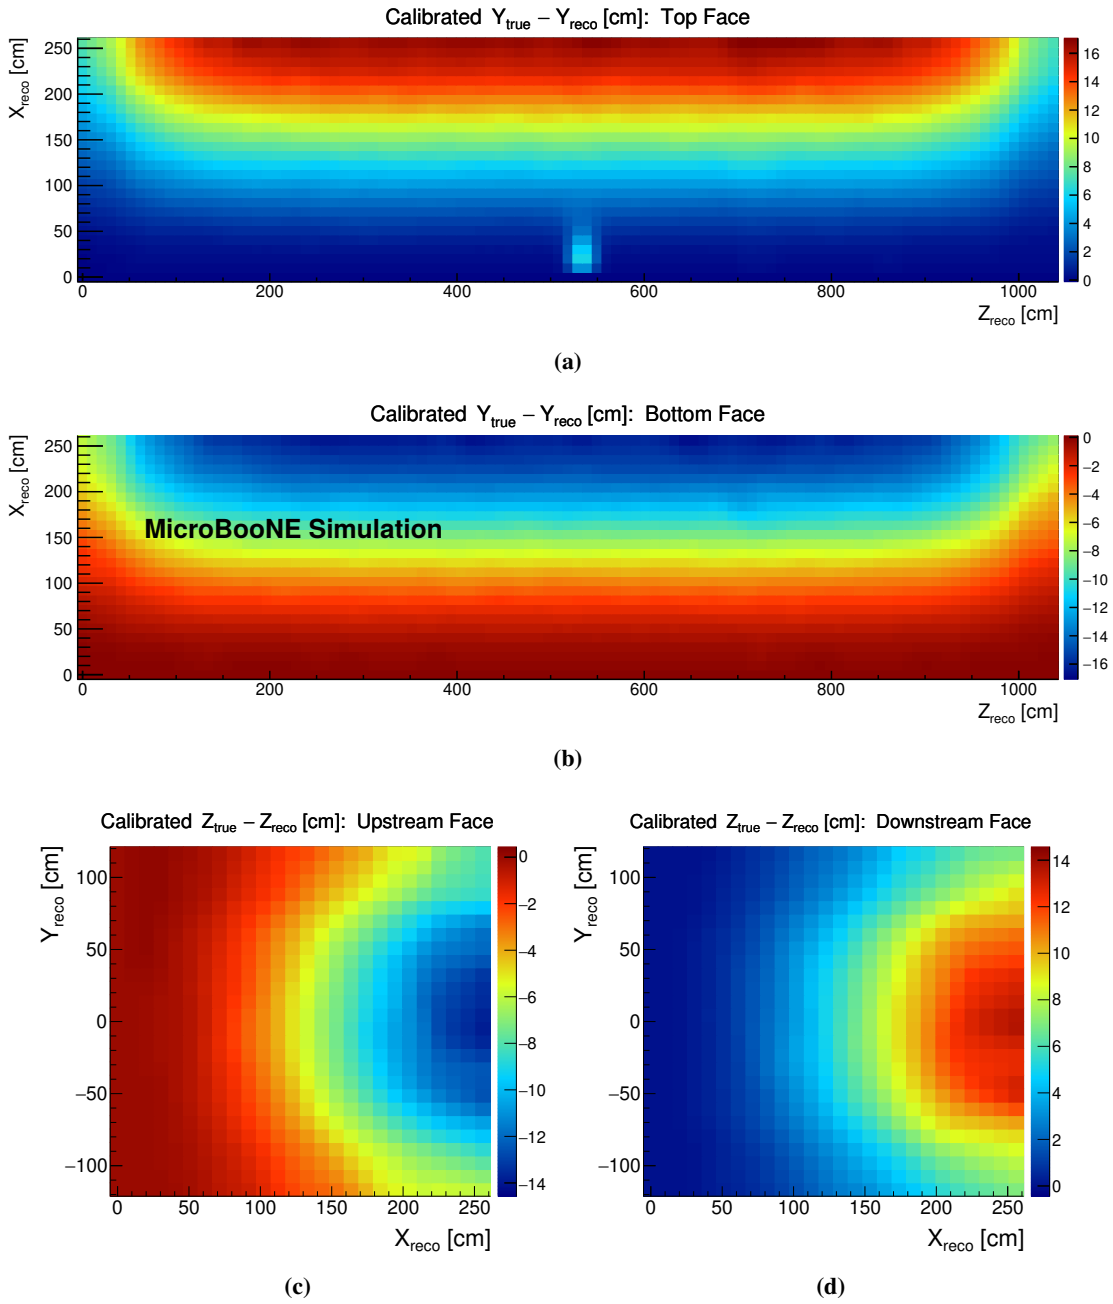 Calibrated Y_true − Y_reco [cm]: Top Face
X_reco [cm]
250
200
150
100
50
0
0 200 400 600 800 1000
Z_reco [cm]
16
14
12
10
8
6
4
2
0
(a)
Calibrated Y_true − Y_reco [cm]: Bottom Face
X_reco [cm]
250
200
150
100
50
0
MicroBooNE Simulation
0 200 400 600 800 1000
Z_reco [cm]
0
−2
−4
−6
−8
−10
−12
−14
−16
(b)
Calibrated Z_true − Z_reco [cm]: Upstream Face
Y_reco [cm]
100
50
0
−50
−100
0 50 100 150 200 250
X_reco [cm]
0
−2
−4
−6
−8
−10
−12
−14
(c)
Calibrated Z_true − Z_reco [cm]: Downstream Face
Y_reco [cm]
100
50
0
−50
−100
0 50 100 150 200 250
X_reco [cm]
14
12
10
8
6
4
2
0
(d)